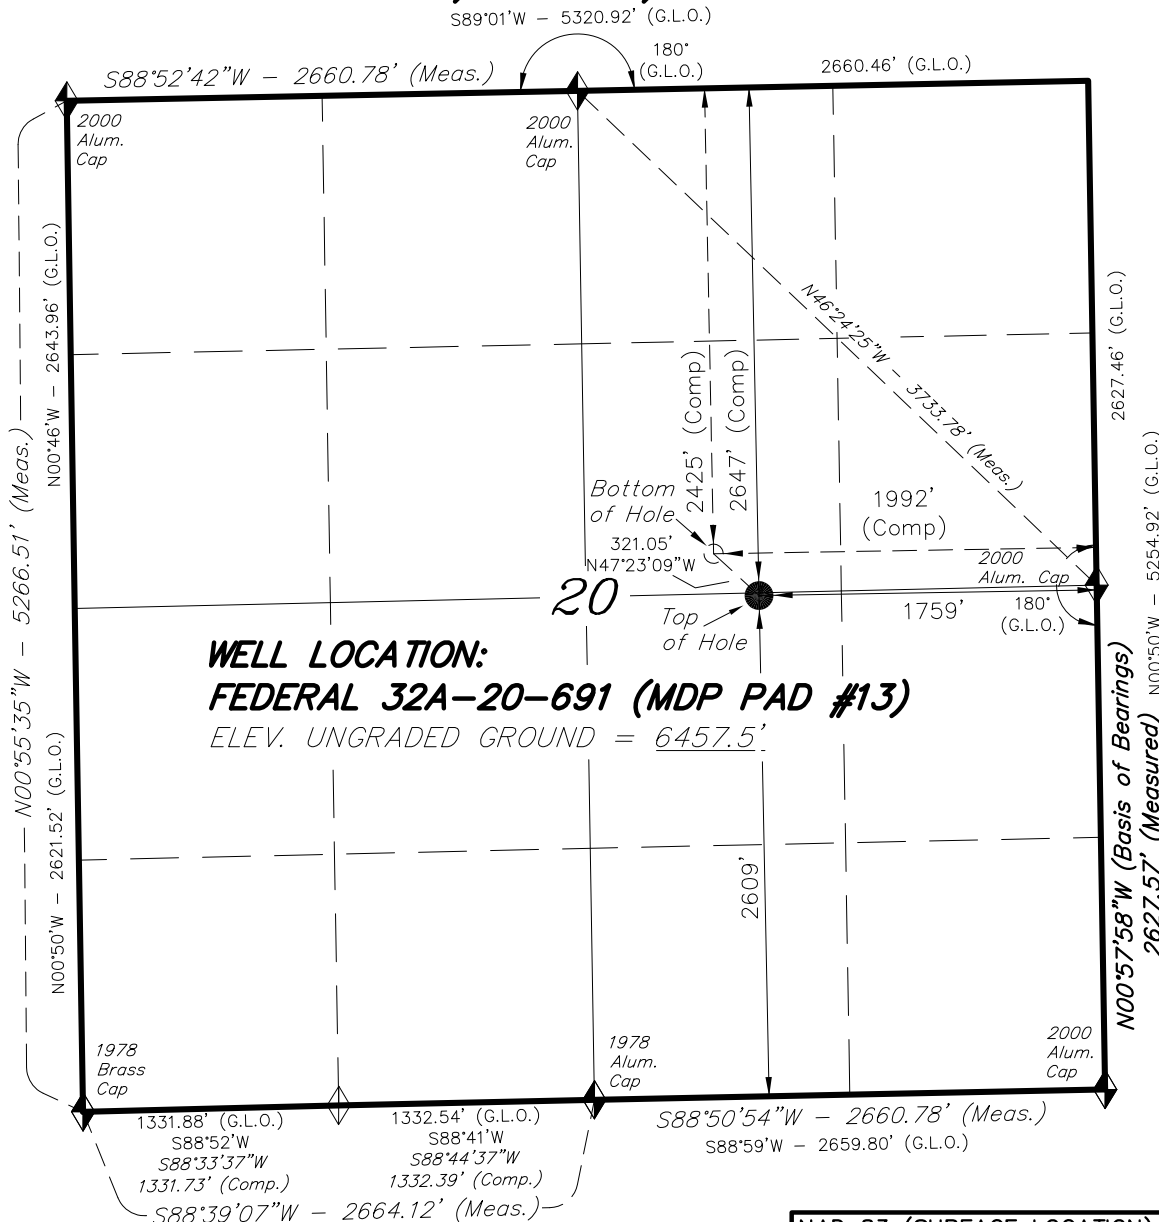 S89°01'W - 5320.92' (G.L.O.)
S88°52'42"W - 2660.78' (Meas.)
180°
(G.L.O.)
2660.46' (G.L.O.)
2000
Alum.
Cap
2000
Alum.
Cap
N00°46'W - 2643.96' (G.L.O.)
N00°55'35"W - 5266.51' (Meas.)
N00°50'W - 2621.52' (G.L.O.)
N46°24'25"W - 3733.78' (Meas.)
2627.46' (G.L.O.)
2425' (Comp)
2647' (Comp)
Bottom
of Hole
321.05'
N47°23'09"W
1992'
(Comp)
2000
Alum. Cap
20
Top
of Hole
1759'
180°
(G.L.O.)
N00°50'W - 5254.92' (G.L.O.)
WELL LOCATION:
FEDERAL 32A-20-691 (MDP PAD #13)
ELEV. UNGRADED GROUND = 6457.5'
N00°57'58"W (Basis of Bearings)
2627.57' (Measured)
2609'
1978
Brass
Cap
1978
Alum.
Cap
2000
Alum.
Cap
1331.88' (G.L.O.)
S88°52'W
S88°33'37"W
1331.73' (Comp.)
1332.54' (G.L.O.)
S88°41'W
S88°44'37"W
1332.39' (Comp.)
S88°39'07"W - 2664.12' (Meas.)
S88°50'54"W - 2660.78' (Meas.)
S88°59'W - 2659.80' (G.L.O.)